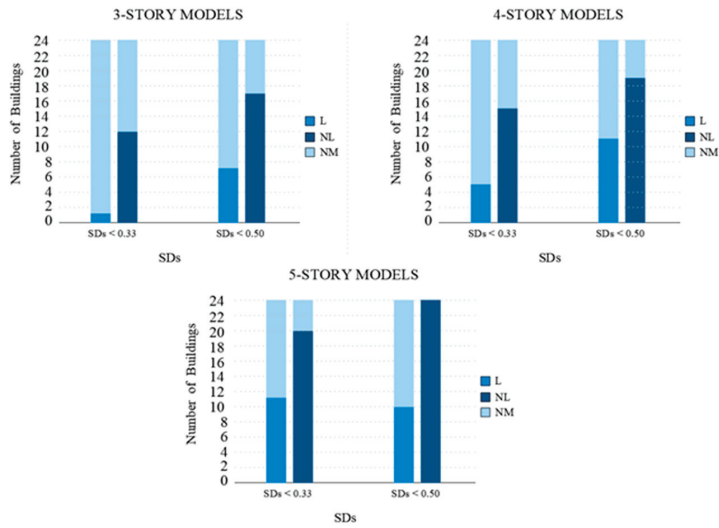 3-STORY MODELS
24
22
20
18
16
14
12
10
8
6
4
2
0
Number of Buildings
SDs < 0.33
SDs < 0.50
SDs
L
NL
NM
4-STORY MODELS
24
22
20
18
16
14
12
10
8
6
4
2
0
Number of Buildings
SDs < 0.33
SDs < 0.50
SDs
L
NL
NM
5-STORY MODELS
24
22
20
18
16
14
12
10
8
6
4
2
0
Number of Buildings
SDs < 0.33
SDs < 0.50
SDs
L
NL
NM